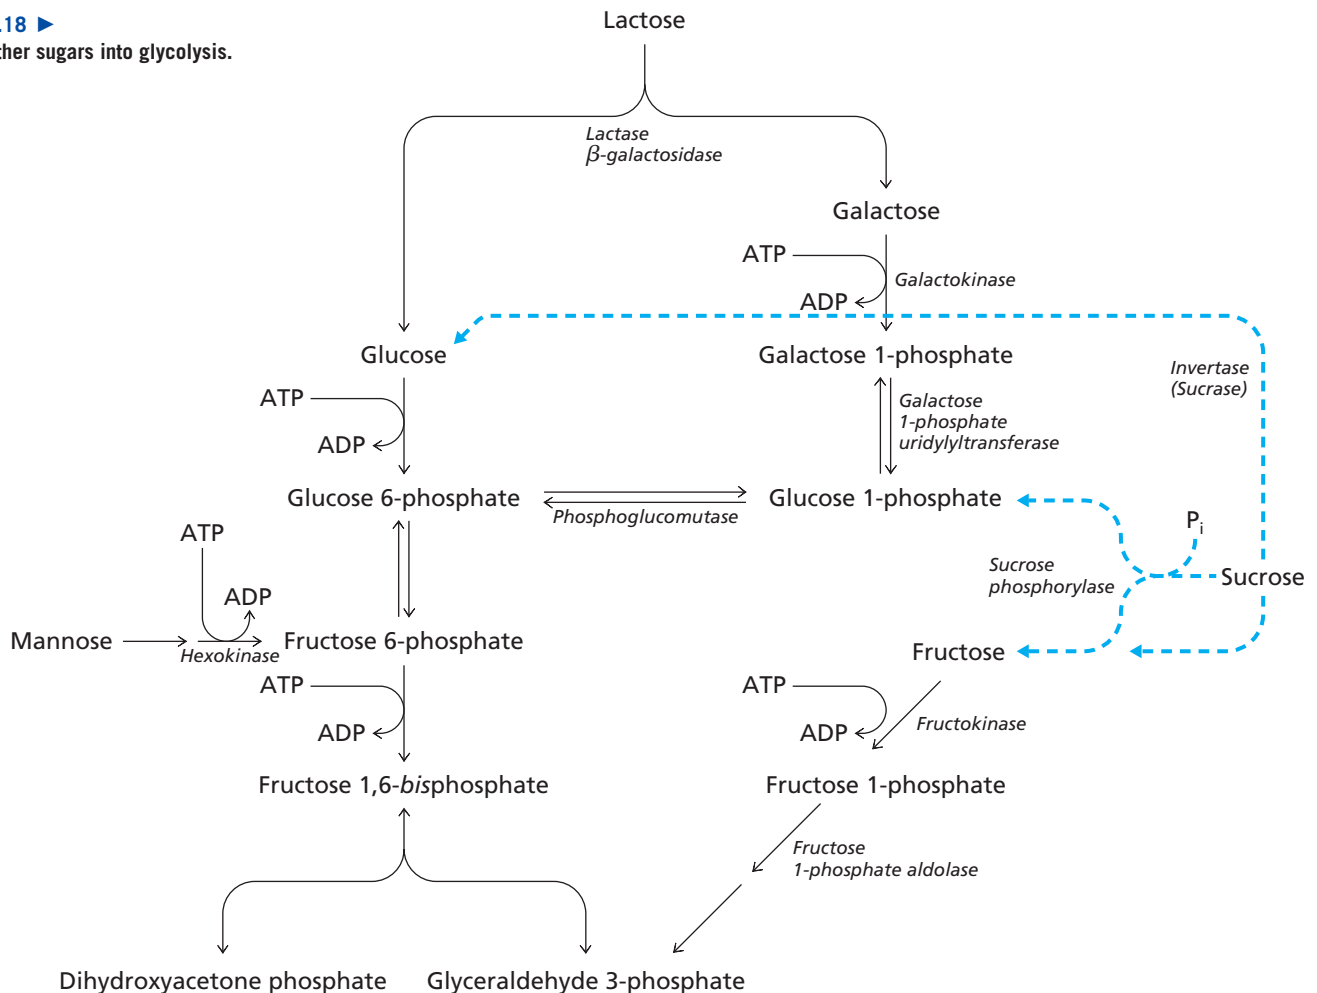 .18 ►
ther sugars into glycolysis.
Lactose
Lactase
β-galactosidase
Galactose
ATP
Galactokinase
ADP
Glucose
Galactose 1-phosphate
Invertase
(Sucrase)
ATP
ADP
Galactose
1-phosphate
uridylyltransferase
Glucose 6-phosphate
Phosphoglucomutase
Glucose 1-phosphate
Pi
Sucrose
phosphorylase
Sucrose
ATP
ADP
Mannose
Hexokinase
Fructose 6-phosphate
Fructose
ATP
ADP
ATP
ADP
Fructokinase
Fructose 1,6-bisphosphate
Fructose 1-phosphate
Fructose
1-phosphate aldolase
Dihydroxyacetone phosphate
Glyceraldehyde 3-phosphate